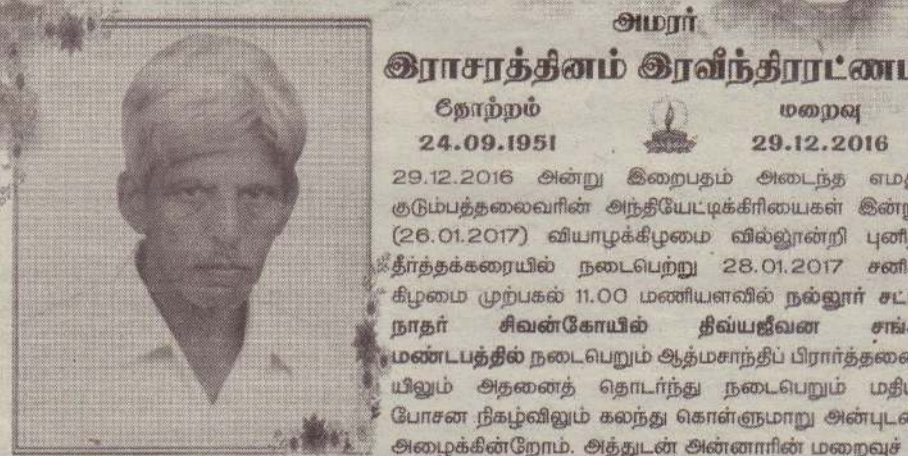 அமரர்
இராசரத்தினம் இரவீந்திரரட்ண
தோற்றம் மறைவு
24.09.1951 29.12.2016
29.12.2016 அன்று இறைபதம் அடைந்த எமது
குடும்பத்தலைவரின் அந்தியேட்டிக்கிரியைகள் இன்று
(26.01.2017) வியாழக்கிழமை வில்லூன்றி புனித
தீர்த்தக்கரையில் நடைபெற்று 28.01.2017 சனி
கிழமை முற்பகல் 11.00 மணியளவில் நல்லூர் சட்ட
நாதர் சிவன்கோயில் திவ்யஜீவன சங்க
மண்டபத்தில் நடைபெறும் ஆத்மசாந்திப் பிரார்த்தனை
யிலும் அதனைத் தொடர்ந்து நடைபெறும் மதிய
போசன நிகழ்விலும் கலந்து கொள்ளுமாறு அன்புடன்
அழைக்கின்றோம். அத்துடன் அன்னாரின் மறைவுச்